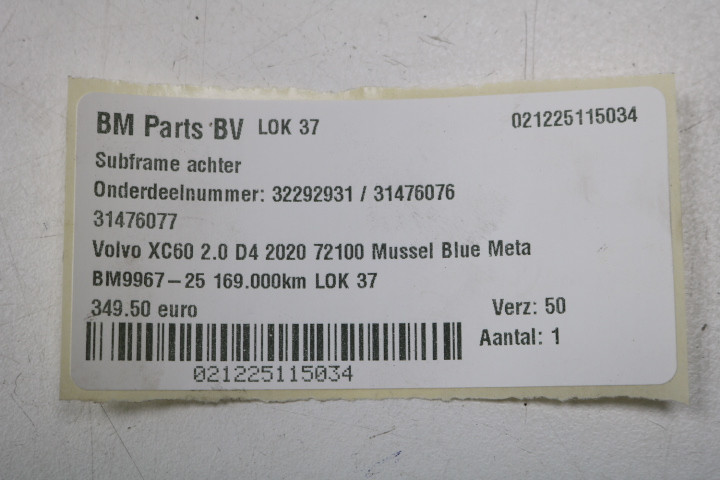 BM Parts BV LOK 37 021225115034
Subframe achter
Onderdeelnummer: 32292931 / 31476076
31476077
Volvo XC60 2.0 D4 2020 72100 Mussel Blue Meta
BM9967-25 169.000km LOK 37
349.50 euro Verz: 50
Aantal: 1
021225115034